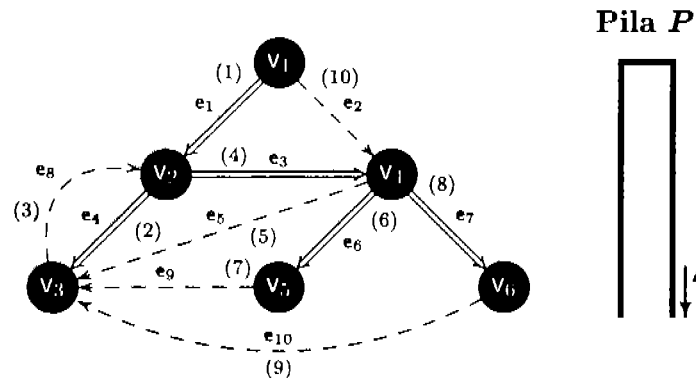 Pila P
v₁
(1)
(10)
e₁
e₂
v₂
(4)
e₃
v₄
(8)
e₈
(3)
e₄
(2)
e₅
(5)
(6)
e₆
e₇
v₃
e₉
(7)
v₅
v₆
e₁₀
(9)